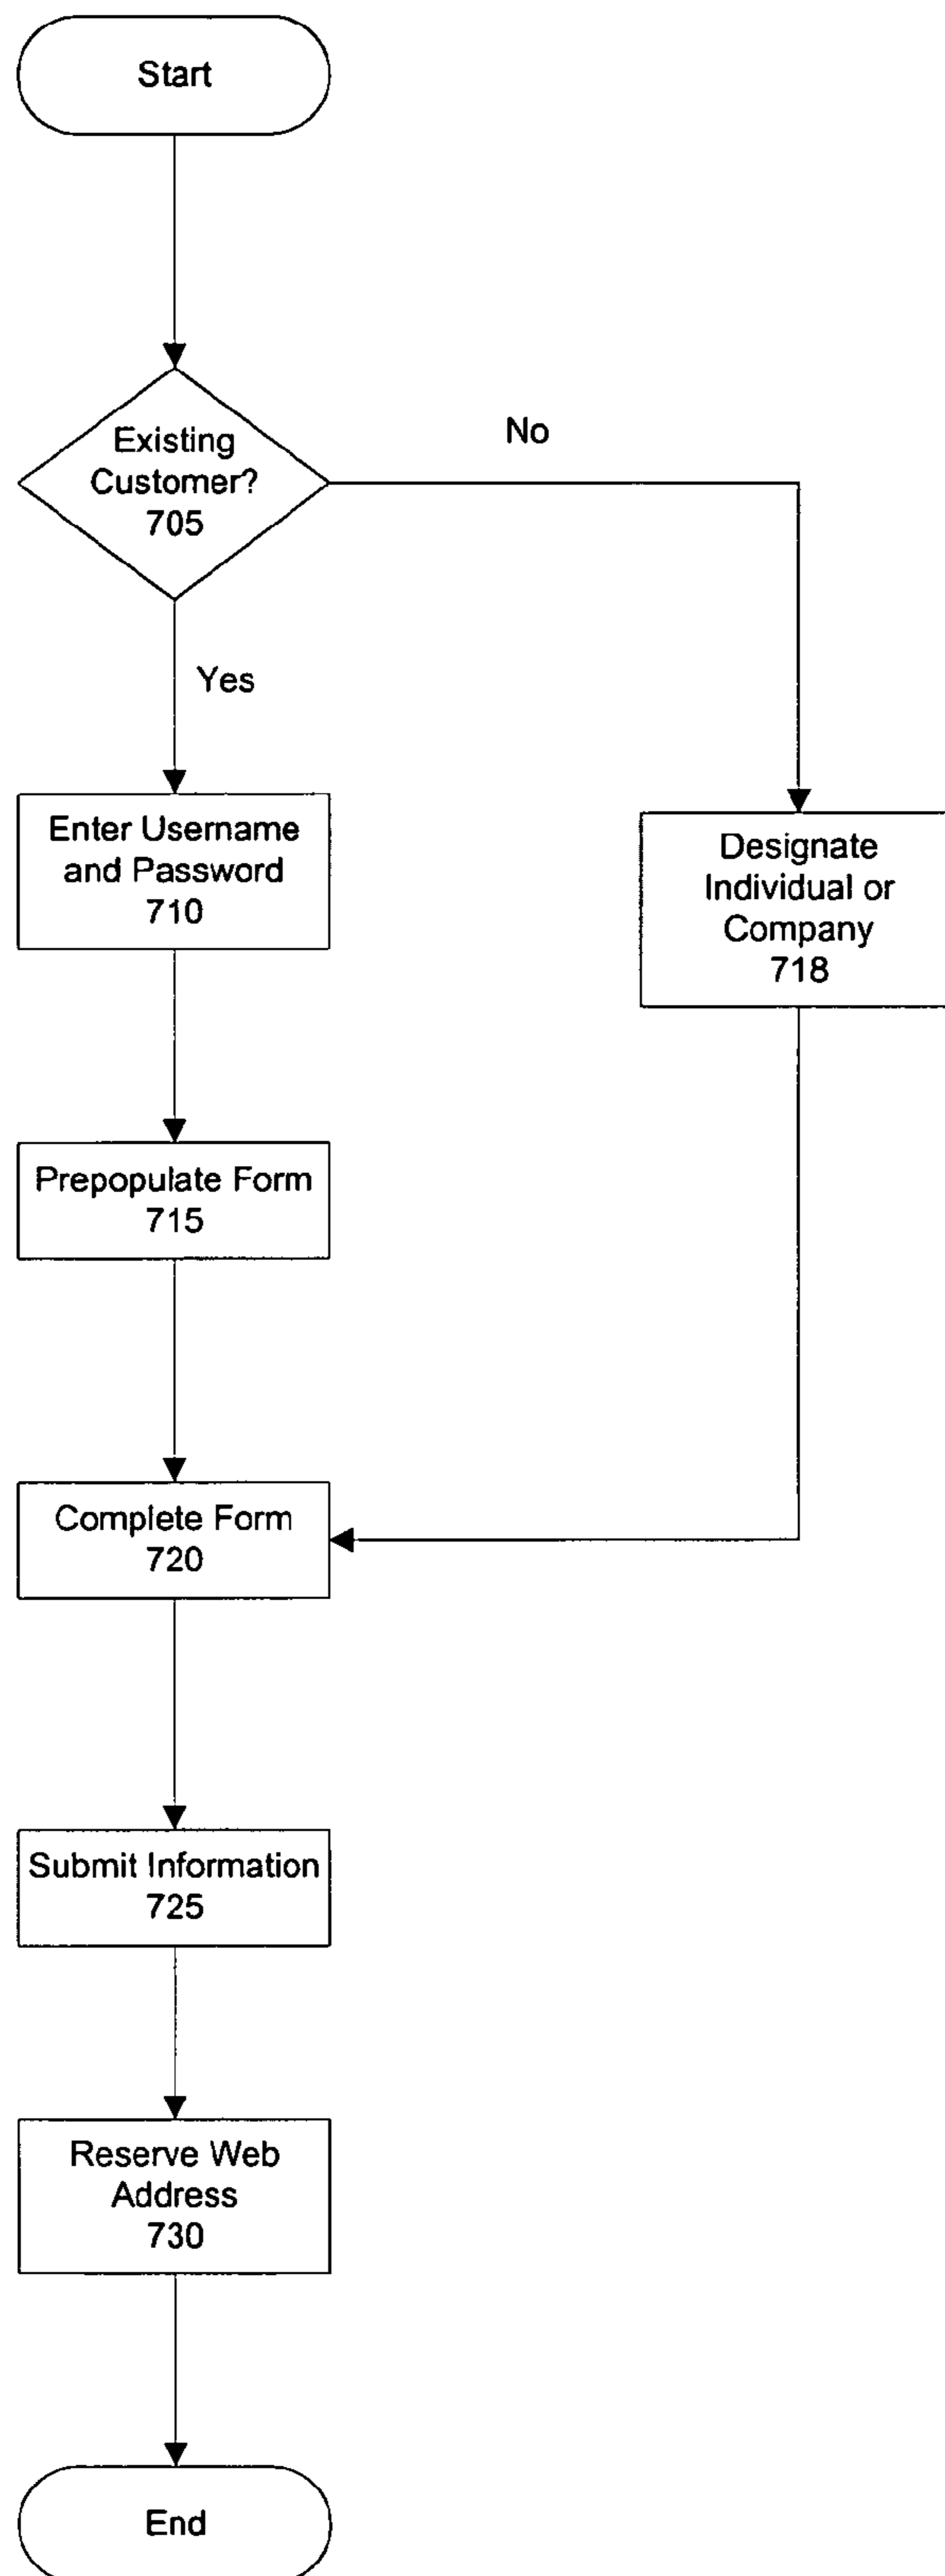 Start
Existing
Customer?
705
No
Yes
Enter Username
and Password
710
Designate
Individual or
Company
718
Prepopulate Form
715
Complete Form
720
Submit Information
725
Reserve Web
Address
730
End